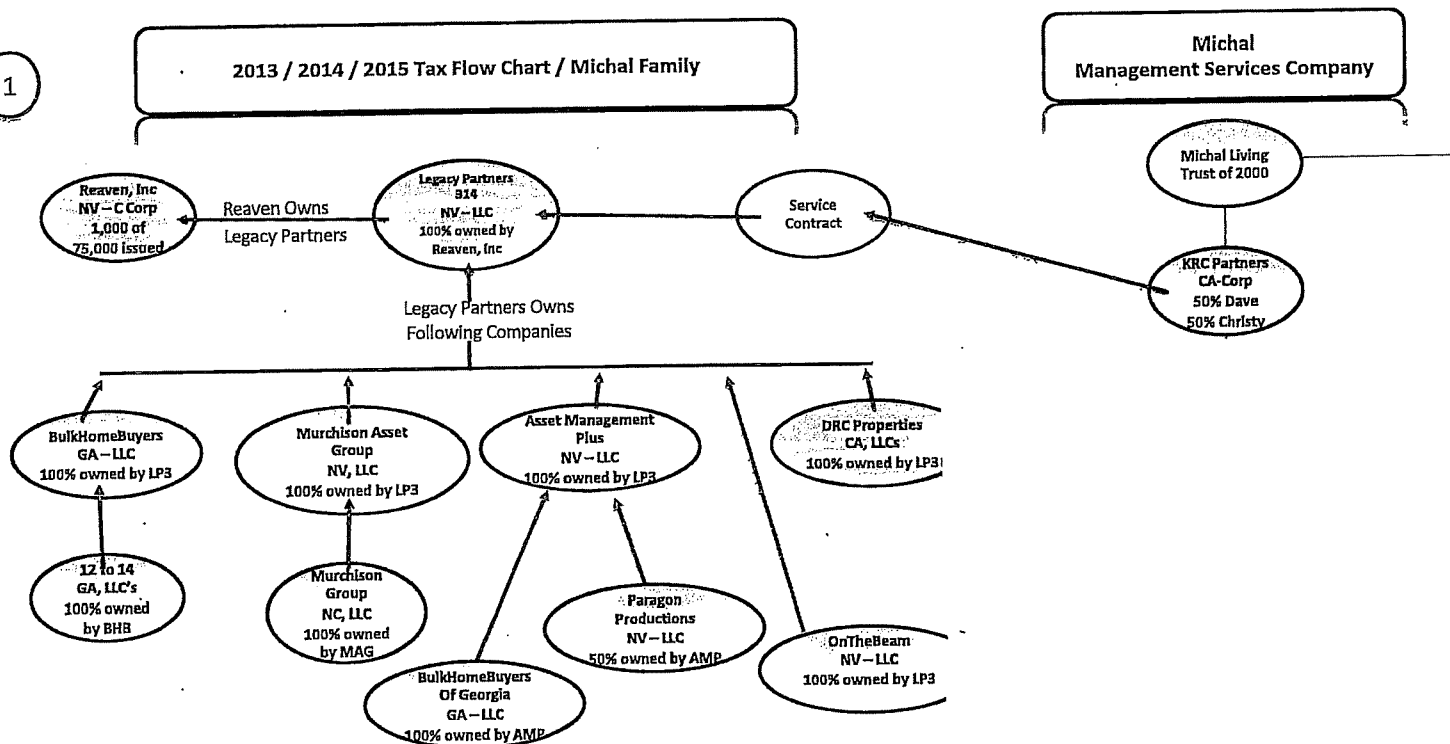 1
2013 / 2014 / 2015 Tax Flow Chart / Michal Family
Michal
Management Services Company
Michal Living
Trust of 2000
Reaven, Inc
NV – C Corp
1,000 of
75,000 issued
Reaven Owns
Legacy Partners
Legacy Partners
314
NV – LLC
100% owned by
Reaven, Inc
Service
Contract
KRC Partners
CA-Corp
50% Dave
50% Christy
Legacy Partners Owns
Following Companies
BulkHomeBuyers
GA – LLC
100% owned by LP3
Murchison Asset
Group
NV, LLC
100% owned by LP3
Asset Management
Plus
NV – LLC
100% owned by LP3
DRC Properties
CA, LLCs
100% owned by LP3
12 to 14
GA, LLC's
100% owned
by BHB
Murchison
Group
NC, LLC
100% owned
by MAG
BulkHomeBuyers
Of Georgia
GA – LLC
100% owned by AMP
Paragon
Productions
NV – LLC
50% owned by AMP
OnTheBeam
NV – LLC
100% owned by LP3